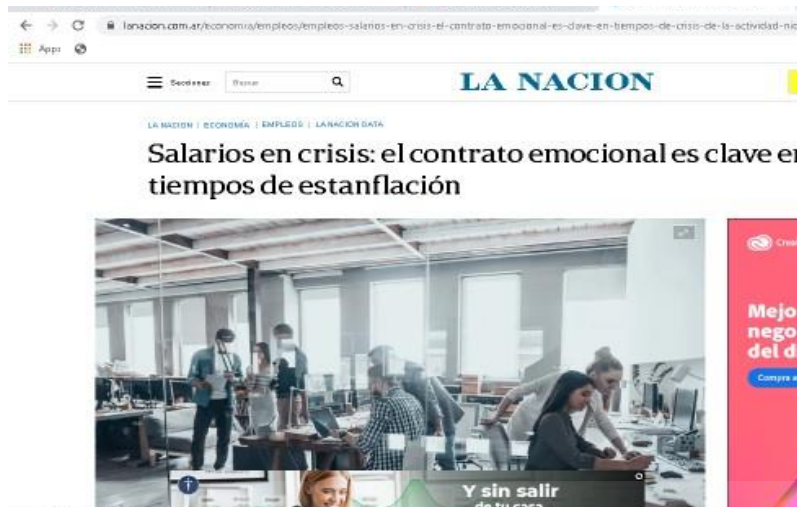 lanacion.com.ar/economia/empleos/empleos-salarios-en-crisis-el-contrato-emocional-es-clave-en-tiempos-de-crisis-de-la-actividad-nid
Apps
Secciones
Buscar
LA NACION
LA NACION | ECONOMÍA | EMPLEOS | LA NACION DATA
Salarios en crisis: el contrato emocional es clave en
tiempos de estanflación
Mejo
nego
del d
Compra a
Y sin salir
de tu casa